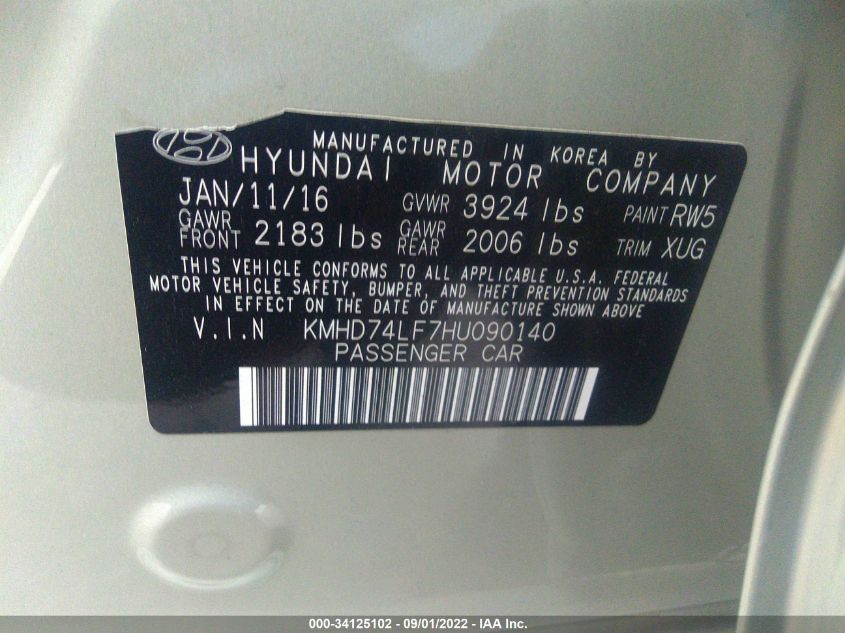 MANUFACTURED IN KOREA BY
HYUNDAI MOTOR COMPANY
JAN/11/16 GVWR 3924 lbs PAINT RW5
GAWR FRONT 2183 lbs GAWR REAR 2006 lbs TRIM XUG
THIS VEHICLE CONFORMS TO ALL APPLICABLE U.S.A. FEDERAL
MOTOR VEHICLE SAFETY, BUMPER, AND THEFT PREVENTION STANDARDS
IN EFFECT ON THE DATE OF MANUFACTURE SHOWN ABOVE
V.I.N KMHD74LF7HU090140
PASSENGER CAR
000-34125102 - 09/01/2022 - IAA Inc.